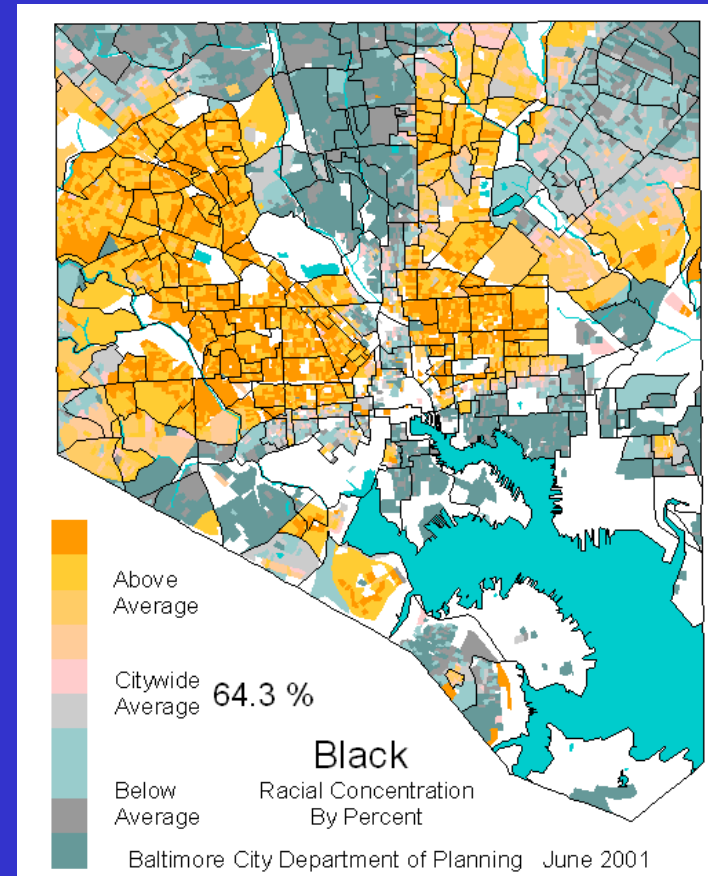 Above
Average
Citywide
Average
64.3 %
Black
Below
Average
Racial Concentration
By Percent
Baltimore City Department of Planning June 2001